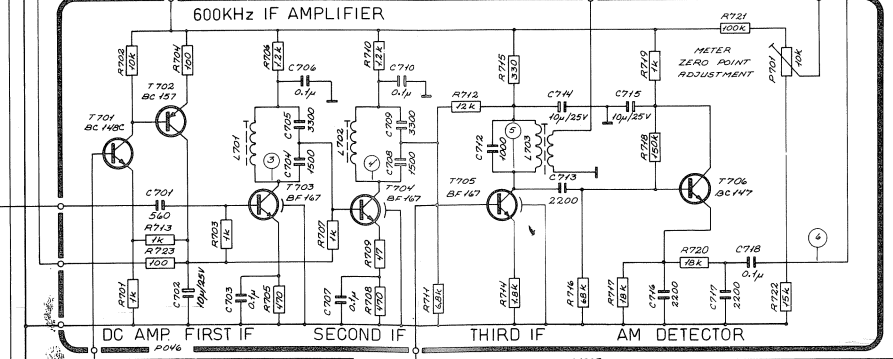 600KHz IF AMPLIFIER
R702
10k
R704
100
T702
BC157
T701
BC148C
C701
560
R713
1k
R723
100
R701
1k
C702
10µ/25V
R703
1k
R706
1.2k
C706
0.1µ
L701
C705
3300
C704
1500
3
T703
BF167
C703
0.1µ
R705
R707
1k
R710
1.2k
C710
0.1µ
L702
C709
3300
C708
1500
4
T704
BF167
R709
47
C707
0.1µ
R708
470
R712
12k
R711
6.8k
R715
330
C714
10µ/25V
C715
10µ/25V
C712
1000
5
L703
C713
2200
T705
BF167
R714
1.8k
R716
68k
R717
18k
R719
1k
R718
150k
T706
BC147
R720
18k
C716
2200
C717
2200
C718
0.1µ
6
R722
15k
R721
100k
P701
10k
METER
ZERO POINT
ADJUSTMENT
DC AMP. FIRST IF SECOND IF THIRD IF AM DETECTOR
P046